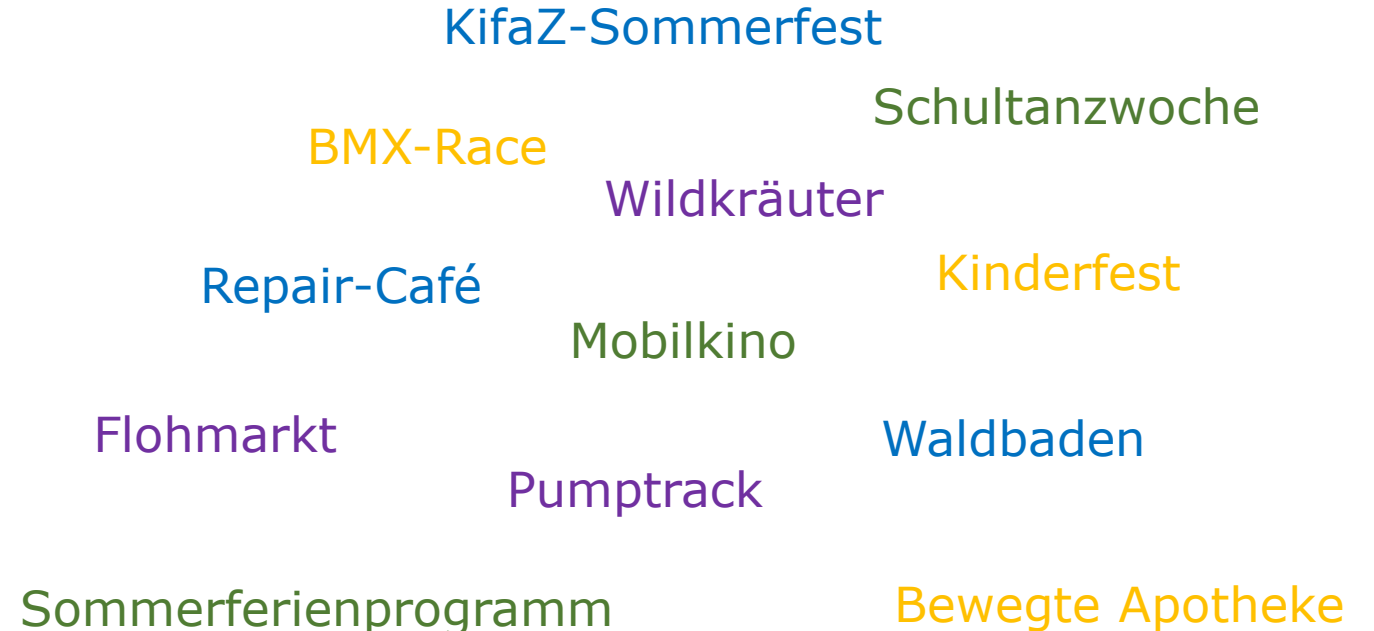 KifaZ-Sommerfest
Schultanzwoche
BMX-Race
Wildkräuter
Kinderfest
Repair-Café
Mobilkino
Flohmarkt
Waldbaden
Pumptrack
Sommerferienprogramm
Bewegte Apotheke